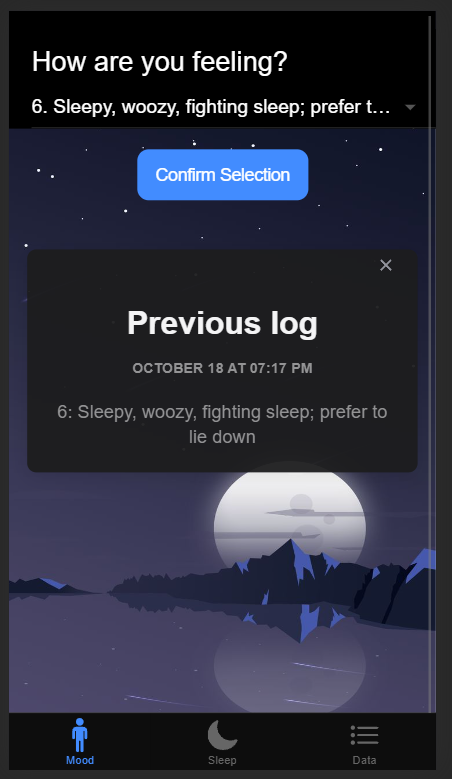 How are you feeling?
6. Sleepy, woozy, fighting sleep; prefer t...
Confirm Selection
Previous log
OCTOBER 18 AT 07:17 PM
6: Sleepy, woozy, fighting sleep; prefer to
lie down
Mood
Sleep
Data